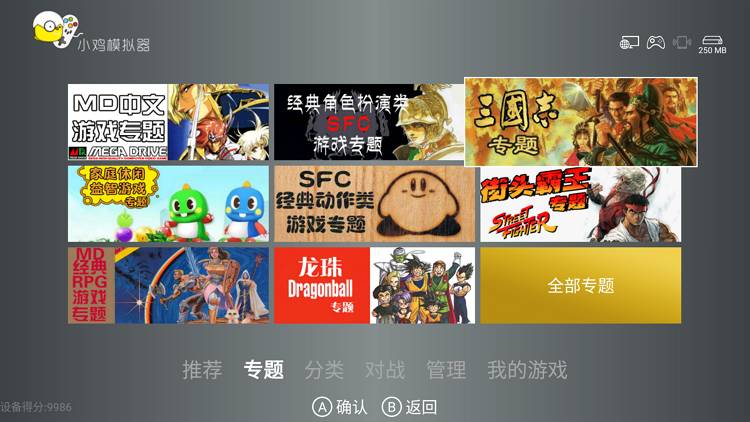 小鸡模拟器
250 MB
MD中文
游戏专题
MEGA DRIVE
经典角色扮演类
SFC
游戏专题
三國志
专题
家庭休闲
益智游戏
专题!
SFC
经典动作类
游戏专题
街头霸王
专题
STREET
FIGHTER
MD
经典
RPG
游戏
专题
龙珠
Dragonball
专题
全部专题
推荐 专题 分类 对战 管理 我的游戏
设备得分:9986
A 确认 B 返回